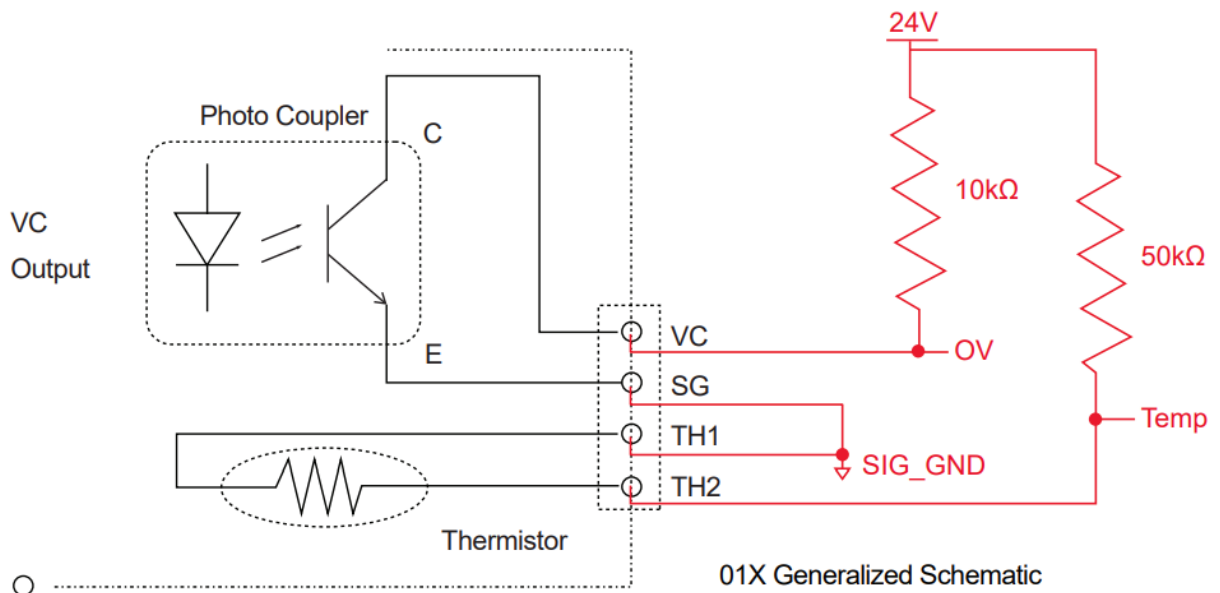 24V
Photo Coupler
C
10kΩ
VC
Output
50kΩ
E
VC
OV
SG
Temp
TH1
SIG_GND
TH2
Thermistor
01X Generalized Schematic